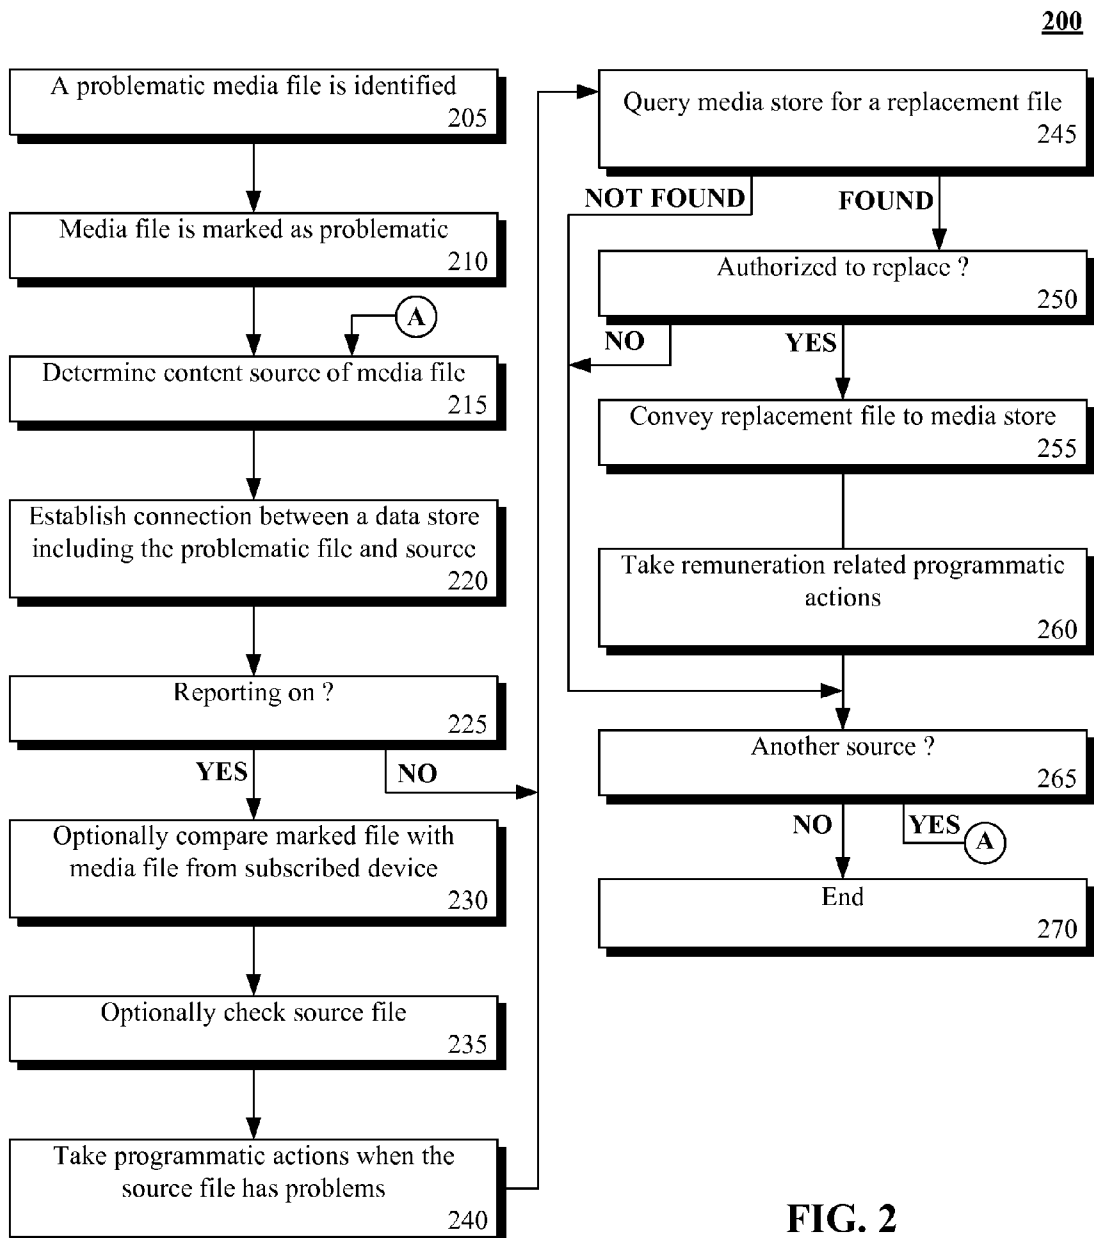 200
A problematic media file is identified
205
Media file is marked as problematic
210
A
Determine content source of media file
215
Establish connection between a data store
including the problematic file and source
220
Reporting on ?
225
YES
NO
Optionally compare marked file with
media file from subscribed device
230
Optionally check source file
235
Take programmatic actions when the
source file has problems
240
Query media store for a replacement file
245
NOT FOUND
FOUND
Authorized to replace ?
250
NO
YES
Convey replacement file to media store
255
Take remuneration related programmatic
actions
260
Another source ?
265
NO
YES
A
End
270
FIG. 2